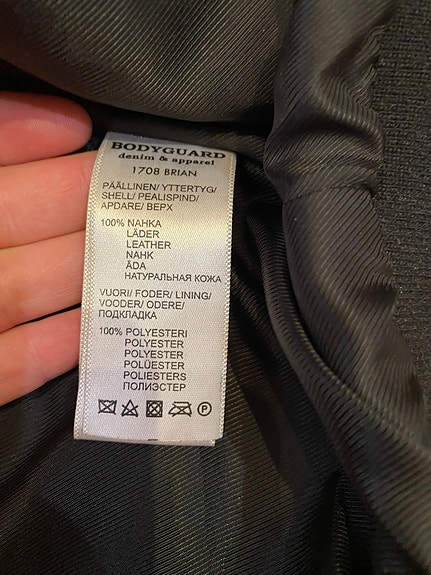 BODYGUARD
denim & apparel
1708 BRIAN
PÄÄLLINEN/ YTTERTYG/
SHELL/ PEALISPIND/
APDARE/ ВЕРХ
100% NAHKA
LÄDER
LEATHER
NAHK
ĀDA
НАТУРАЛЬНАЯ КОЖА
VUORI/ FODER/ LINING/
VOODER/ ODERE/
ПОДКЛАДКА
100% POLYESTERI
POLYESTER
POLYESTER
POLÜESTER
POLIESTERS
ПОЛИЭСТЕР
P